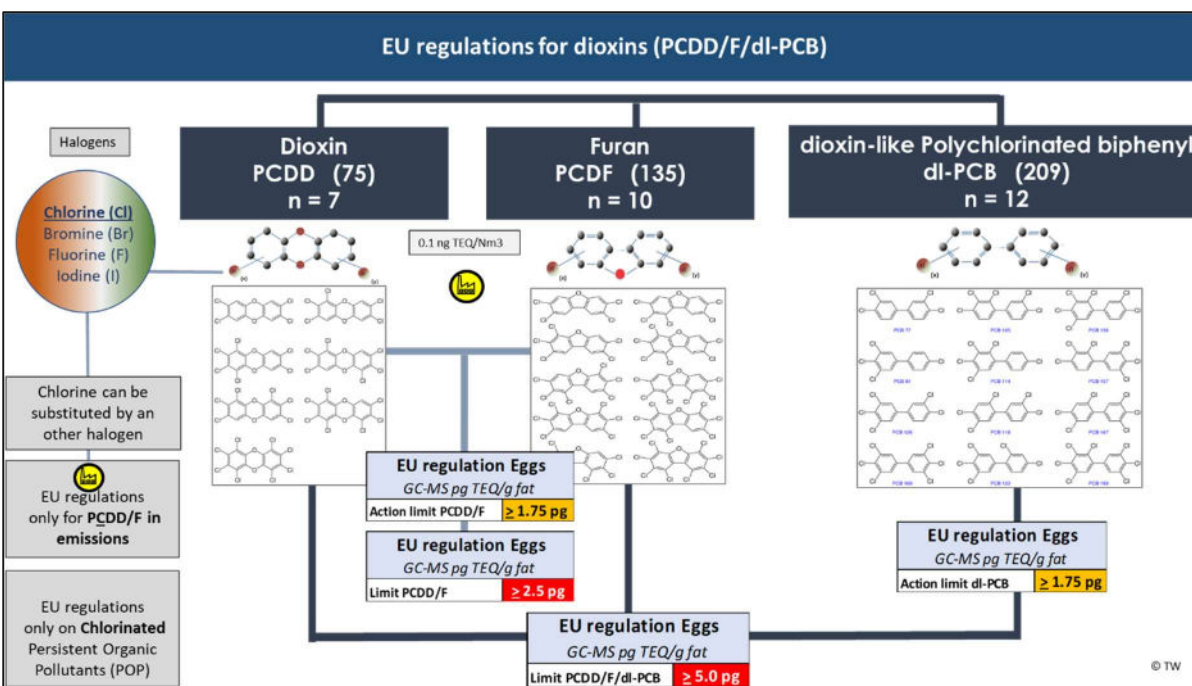 EU regulations for dioxins (PCDD/F/dl-PCB)
Halogens
Chlorine (Cl)
Bromine (Br)
Fluorine (F)
Iodine (I)
Chlorine can be
substituted by an
other halogen
EU regulations
only for PCDD/F in
emissions
EU regulations
only on Chlorinated
Persistent Organic
Pollutants (POP)
Dioxin
PCDD (75)
n = 7
(x)
(y)
0.1 ng TEQ/Nm3
Furan
PCDF (135)
n = 10
(x)
(y)
dioxin-like Polychlorinated biphenyl
dl-PCB (209)
n = 12
(x)
(y)
EU regulation Eggs
GC-MS pg TEQ/g fat
Action limit PCDD/F ≥ 1.75 pg
EU regulation Eggs
GC-MS pg TEQ/g fat
Limit PCDD/F ≥ 2.5 pg
EU regulation Eggs
GC-MS pg TEQ/g fat
Action limit dl-PCB ≥ 1.75 pg
EU regulation Eggs
GC-MS pg TEQ/g fat
Limit PCDD/F/dl-PCB ≥ 5.0 pg
© TW